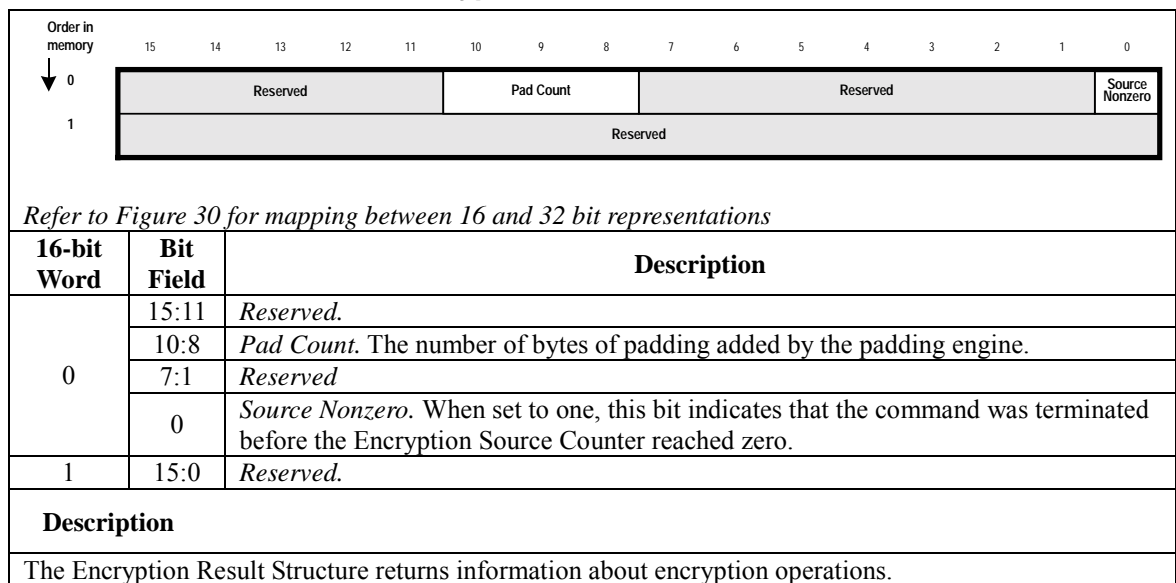 Order in
memory 15 14 13 12 11 10 9 8 7 6 5 4 3 2 1 0
0 Reserved Pad Count Reserved Source
Nonzero
1 Reserved
Refer to Figure 30 for mapping between 16 and 32 bit representations
16-bit Bit Description
Word Field
15:11 Reserved.
10:8 Pad Count. The number of bytes of padding added by the padding engine.
0 7:1 Reserved
0 Source Nonzero. When set to one, this bit indicates that the command was terminated
before the Encryption Source Counter reached zero.
1 15:0 Reserved.
Description
The Encryption Result Structure returns information about encryption operations.